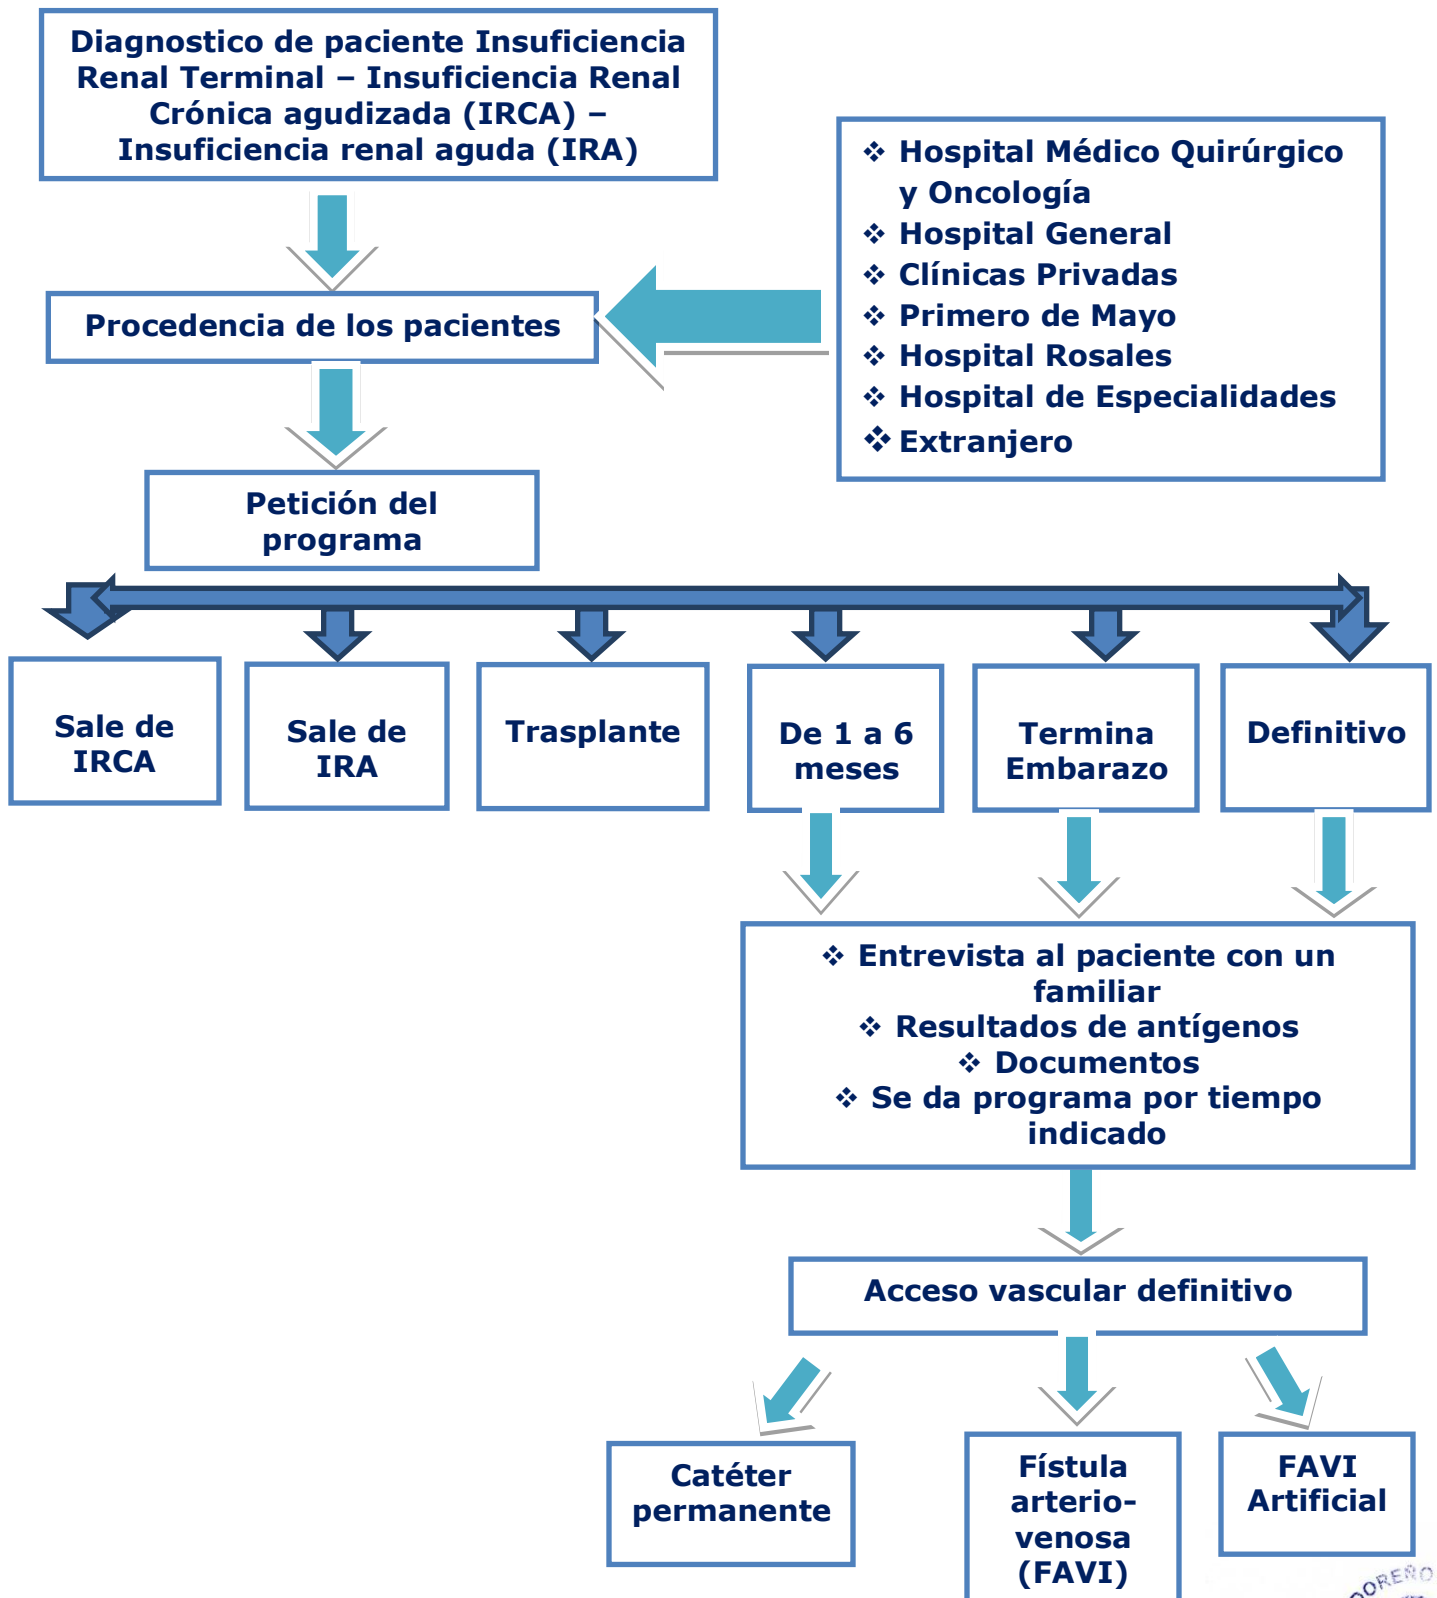 Diagnostico de paciente Insuficiencia
Renal Terminal – Insuficiencia Renal
Crónica agudizada (IRCA) –
Insuficiencia renal aguda (IRA)
❖ Hospital Médico Quirúrgico
y Oncología
❖ Hospital General
❖ Clínicas Privadas
❖ Primero de Mayo
❖ Hospital Rosales
❖ Hospital de Especialidades
❖ Extranjero
Procedencia de los pacientes
Petición del
programa
Sale de
IRCA
Sale de
IRA
Trasplante
De 1 a 6
meses
Termina
Embarazo
Definitivo
❖ Entrevista al paciente con un
familiar
❖ Resultados de antígenos
❖ Documentos
❖ Se da programa por tiempo
indicado
Acceso vascular definitivo
Catéter
permanente
Fístula
arterio-
venosa
(FAVI)
FAVI
Artificial